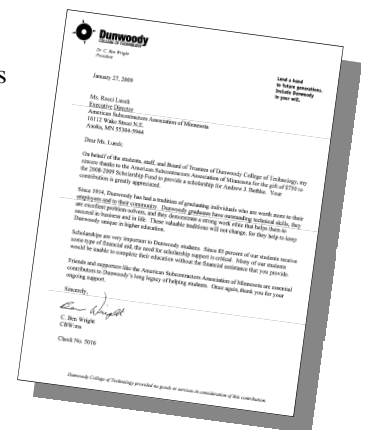 s
Dunwoody
COLLEGE OF TECHNOLOGY
Dr. C. Ben Wright
President
Lend a hand
to future generations.
Include Dunwoody
in your will.
January 27, 2009
Ms. Rocci Lueck
Executive Director
American Subcontractors Association of Minnesota
16112 Wake Street N.E.
Anoka, MN 55304-5944
Dear Ms. Lueck:
On behalf of the students, staff, and Board of Trustees of Dunwoody College of Technology, my
sincere thanks to the American Subcontractors Association of Minnesota for the gift of $750 to
the 2008-2009 Scholarship Fund to provide a scholarship for Andrew J. Your
contribution is greatly appreciated.
Since 1914, Dunwoody has had a tradition of graduating individuals who are worth more to their
employers and to their community. Dunwoody graduates have outstanding technical skills, they
are excellent problem-solvers, and they demonstrate a strong work ethic that helps them to
succeed in business and in life. These valuable traditions will not change, for they help to keep
Dunwoody unique in higher education.
Scholarships are very important to Dunwoody students. Since 85 percent of our students receive
some type of financial aid, the need for scholarship support is critical. Many of our students
would be unable to complete their education without the financial assistance that you provide.
Friends and supporters like the American Subcontractors Association of Minnesota are essential
contributors to Dunwoody's long legacy of helping students. Once again, thank you for your
ongoing support.
Sincerely,
Ben Wright
C. Ben Wright
CBW:ms
Check No. 5016
Dunwoody College of Technology provided no goods or services in consideration of this contribution.